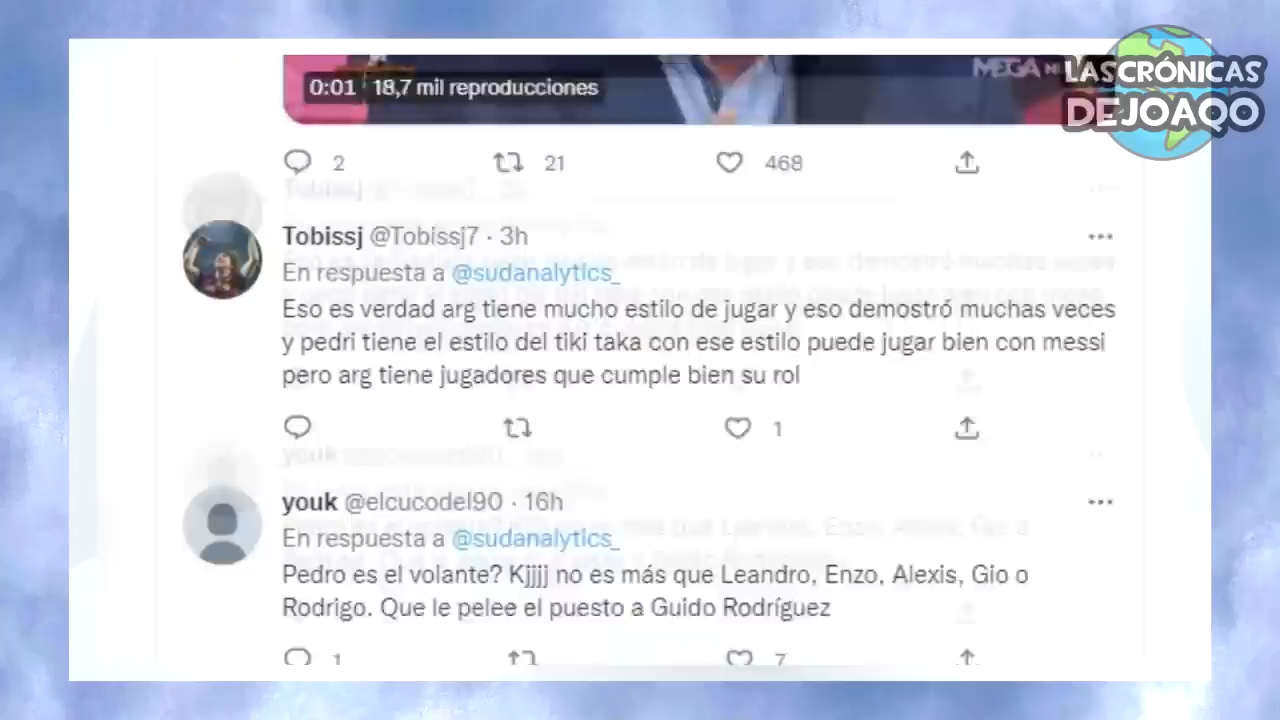 0:01 18,7 mil reproducciones
MEGA
LAS CRÓNICAS
DE JOAQO
2 21 468
Tobissj @Tobissj7 · 3h
En respuesta a @sudanalytics_
Eso es verdad arg tiene mucho estilo de jugar y eso demostró muchas veces
y pedri tiene el estilo del tiki taka con ese estilo puede jugar bien con messi
pero arg tiene jugadores que cumple bien su rol
1
youk @elcucodel90 · 16h
En respuesta a @sudanalytics_
Pedro es el volante? Kjjjjj no es más que Leandro, Enzo, Alexis, Gio o
Rodrigo. Que le pelee el puesto a Guido Rodríguez
1 7